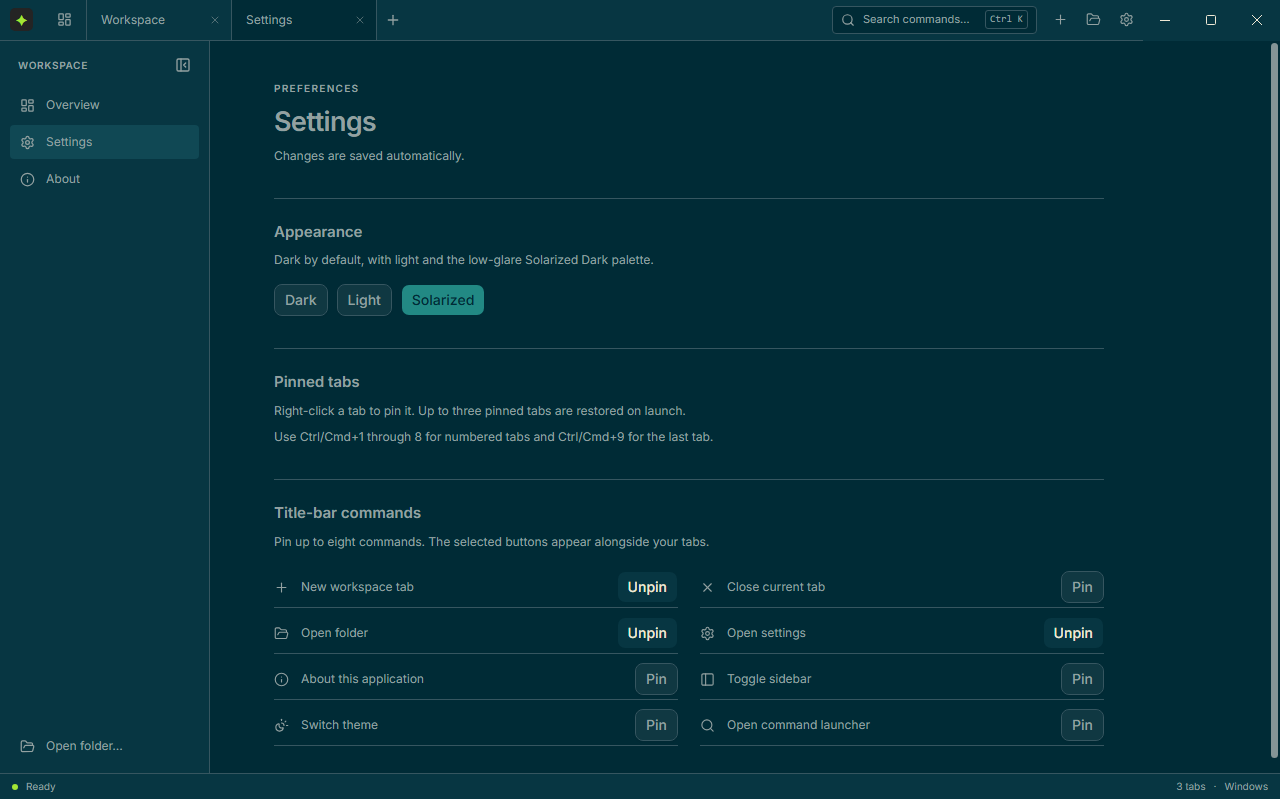 Workspace
Settings
Search commands... Ctrl K
WORKSPACE
Overview
Settings
About
Open folder...
PREFERENCES
Settings
Changes are saved automatically.
Appearance
Dark by default, with light and the low-glare Solarized Dark palette.
Dark Light Solarized
Pinned tabs
Right-click a tab to pin it. Up to three pinned tabs are restored on launch.
Use Ctrl/Cmd+1 through 8 for numbered tabs and Ctrl/Cmd+9 for the last tab.
Title-bar commands
Pin up to eight commands. The selected buttons appear alongside your tabs.
New workspace tab Unpin
Close current tab Pin
Open folder Unpin
Open settings Unpin
About this application Pin
Toggle sidebar Pin
Switch theme Pin
Open command launcher Pin
Ready
3 tabs · Windows